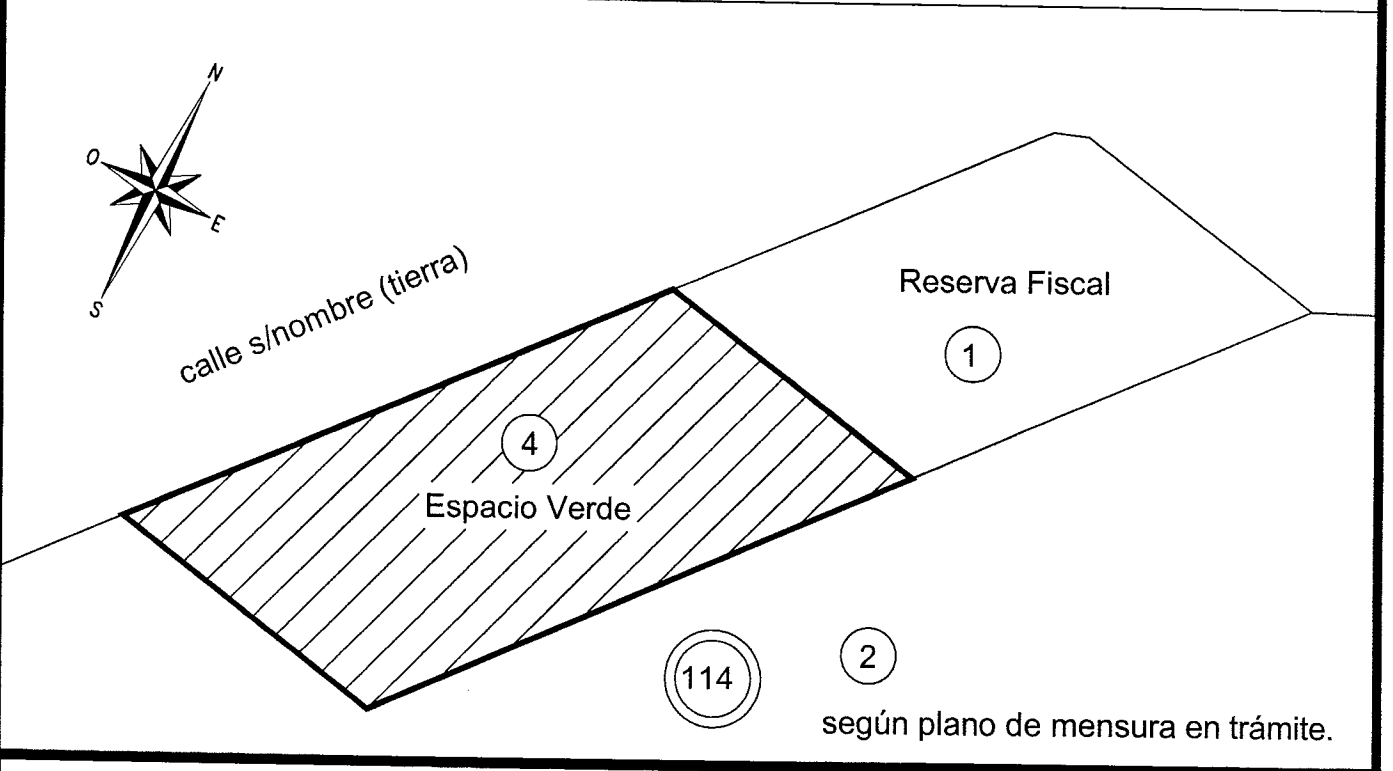 N
O
E
S
calle s/nombre (tierra)
Reserva Fiscal
1
4
Espacio Verde
114
2
según plano de mensura en trámite.